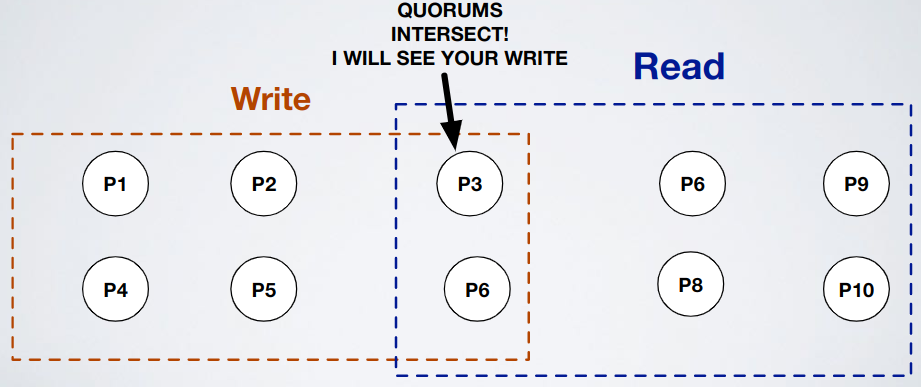 QUORUMS
INTERSECT!
I WILL SEE YOUR WRITE
Read
Write
P1 P2 P3 P6 P9
P4 P5 P6 P8 P10